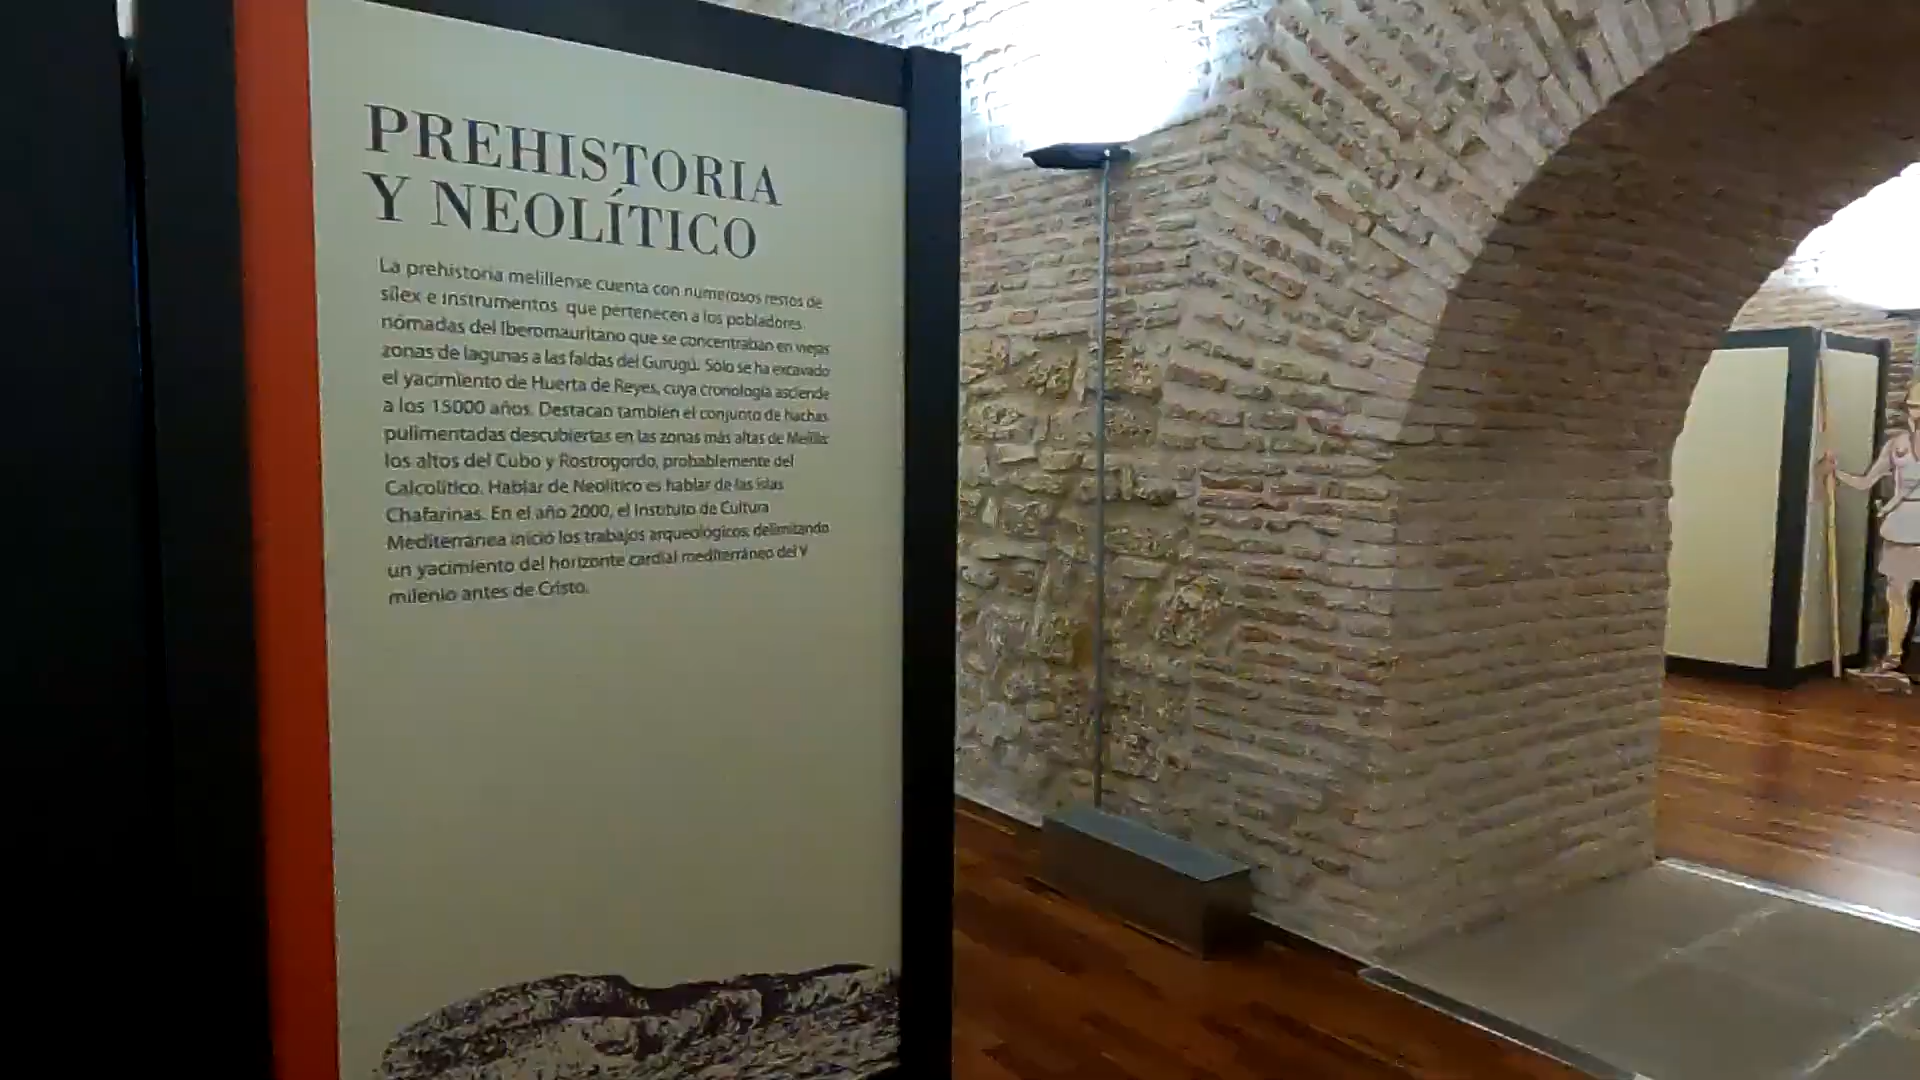 PREHISTORIA
Y NEOLÍTICO
La prehistoria melillense cuenta con numerosos restos de
sílex e instrumentos que pertenecen a los pobladores
nómadas del Iberomauritano que se concentraban en viejas
zonas de lagunas a las faldas del Gurugú. Sólo se ha excavado
el yacimiento de Huerta de Reyes, cuya cronología asciende
a los 15000 años. Destacan también el conjunto de hachas
pulimentadas descubiertas en las zonas más altas de Melilla:
los altos del Cubo y Rostrogordo, probablemente del
Calcolítico. Hablar de Neolítico es hablar de las islas
Chafarinas. En el año 2000, el Instituto de Cultura
Mediterránea inició los trabajos arqueológicos, delimitando
un yacimiento del horizonte cardial mediterráneo del V
milenio antes de Cristo.